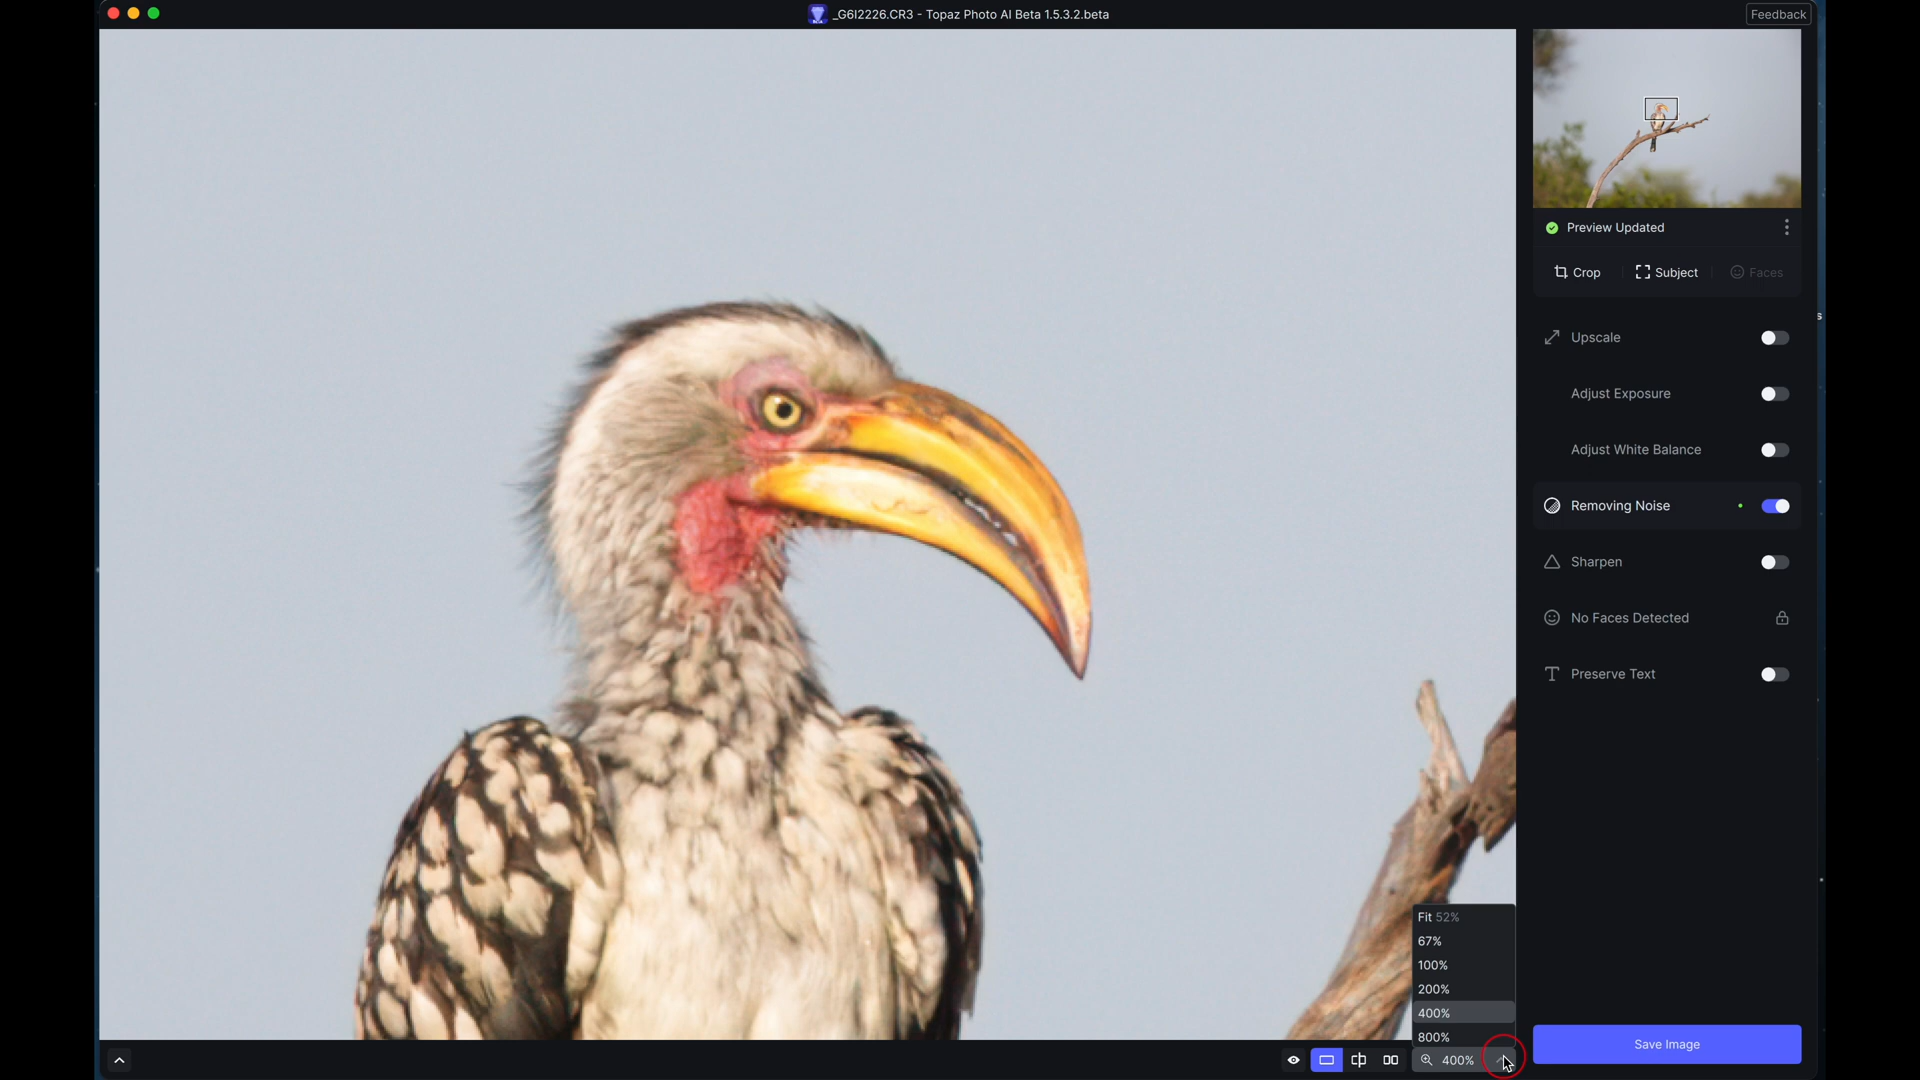 _G6I2226.CR3 - Topaz Photo AI Beta 1.5.3.2.beta
Feedback
Preview Updated
Crop
Subject
Faces
Upscale
Adjust Exposure
Adjust White Balance
Removing Noise
Sharpen
No Faces Detected
Preserve Text
Fit 52%
67%
100%
200%
400%
800%
400%
Save Image
s